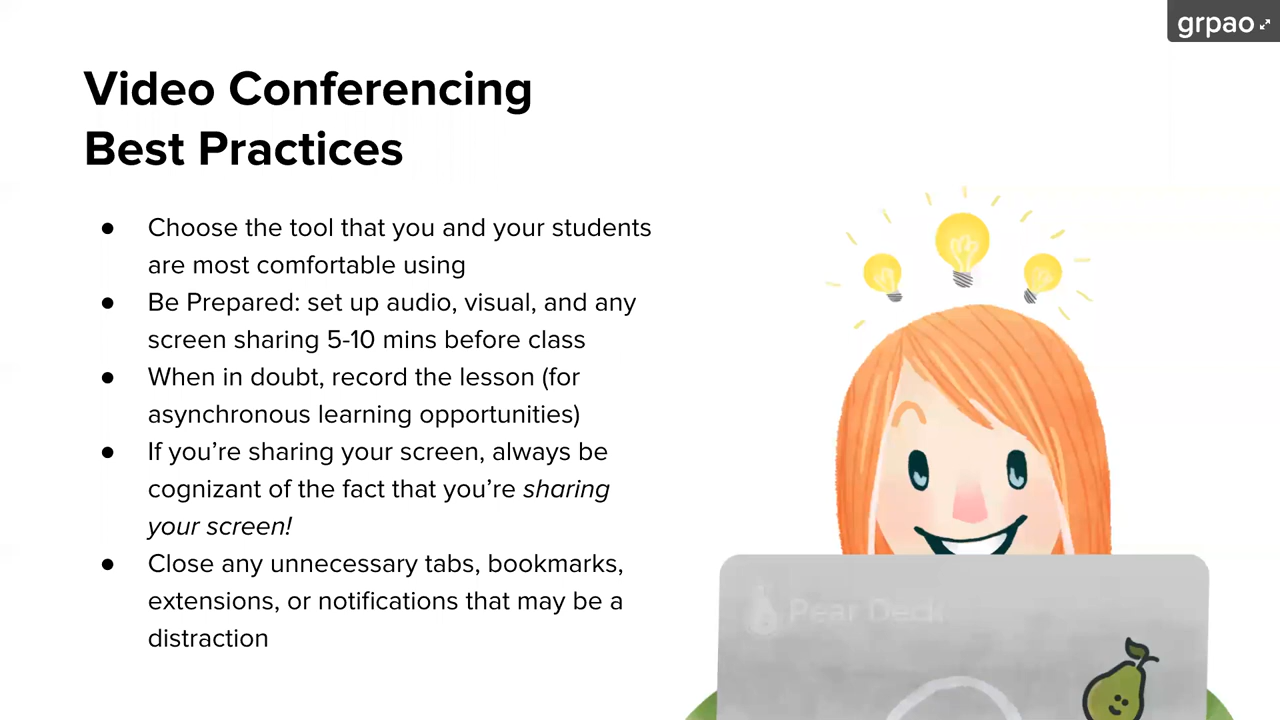 grpao
Video Conferencing
Best Practices
● Choose the tool that you and your students
are most comfortable using
● Be Prepared: set up audio, visual, and any
screen sharing 5-10 mins before class
● When in doubt, record the lesson (for
asynchronous learning opportunities)
● If you’re sharing your screen, always be
cognizant of the fact that you’re sharing
your screen!
● Close any unnecessary tabs, bookmarks,
extensions, or notifications that may be a
distraction
Pear Deck